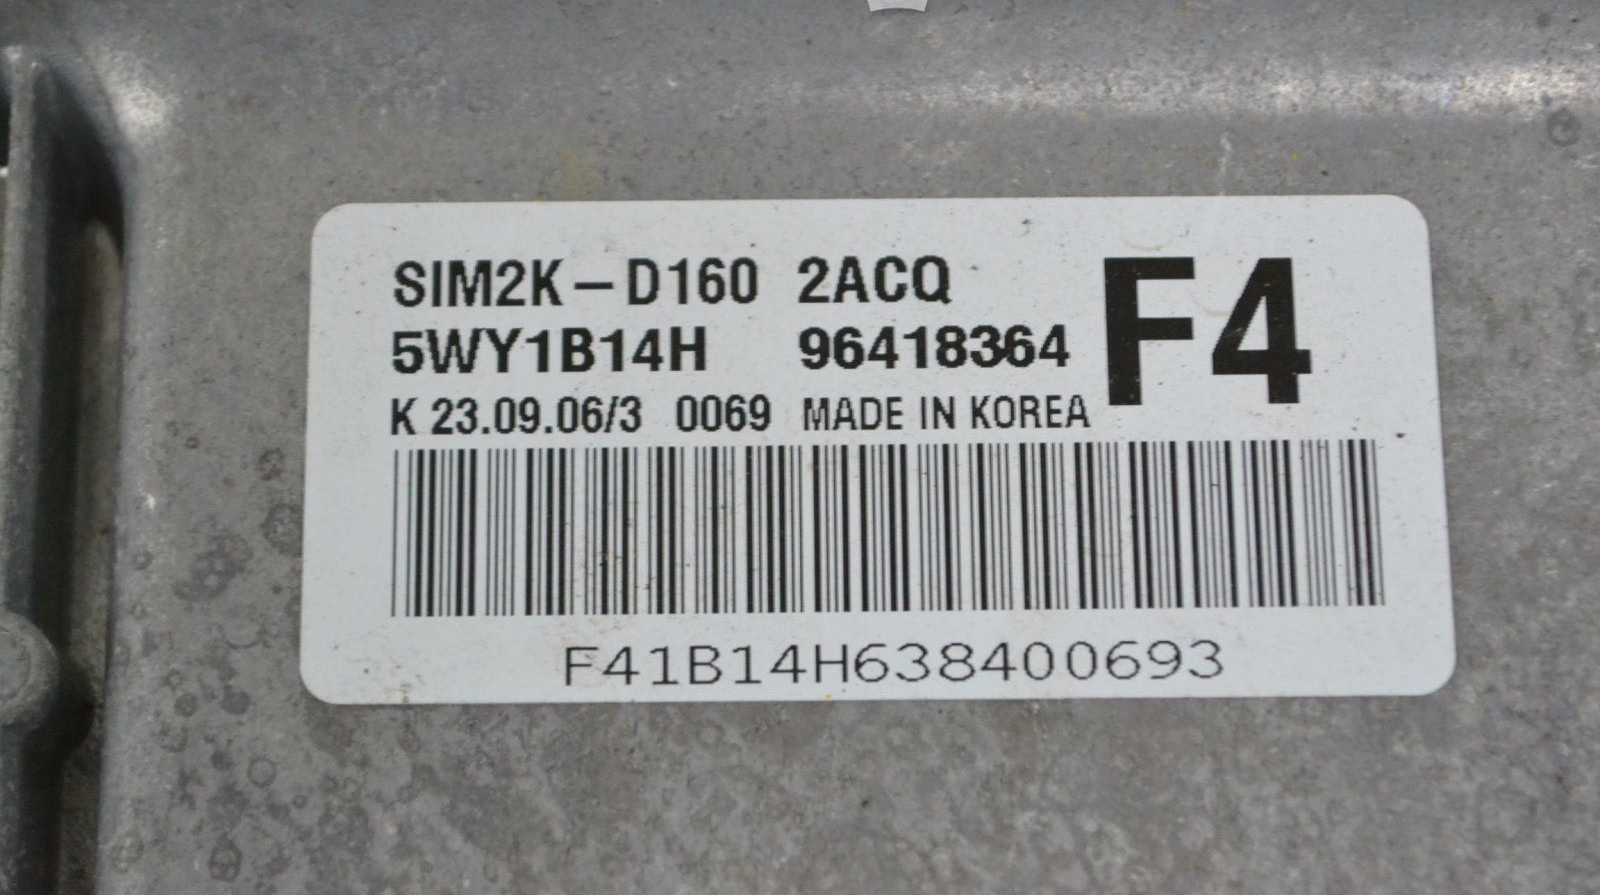 SIM2K-D160 2ACQ F4
5WY1B14H 96418364
K 23.09.06/3 0069 MADE IN KOREA
F41B14H638400693